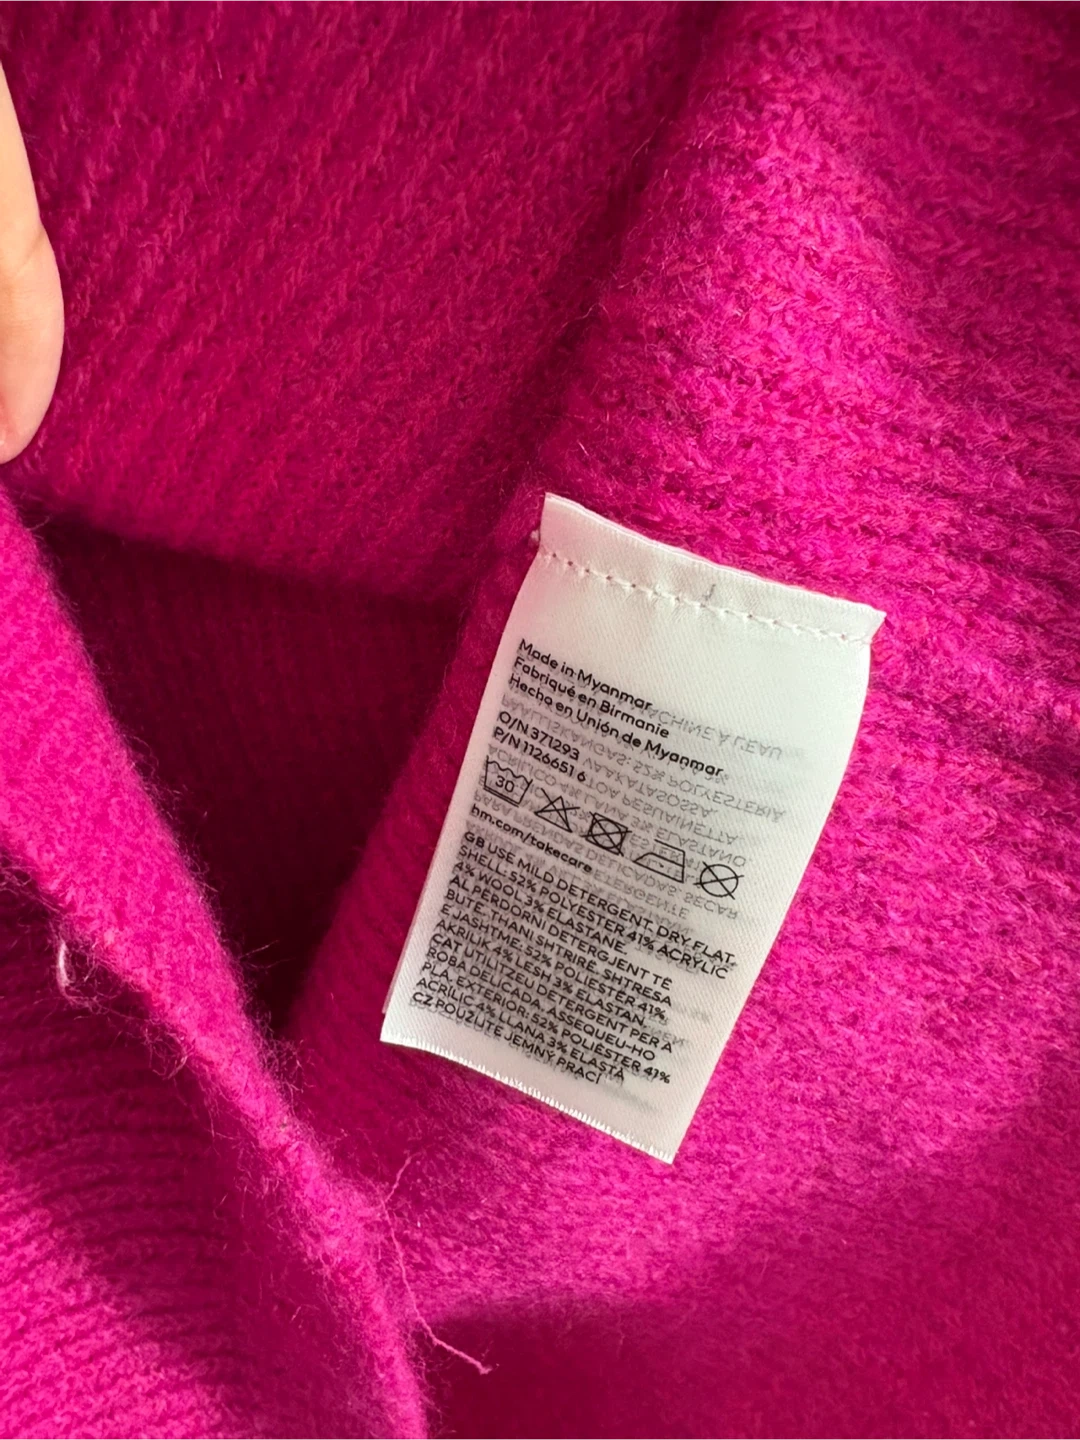 Made in Myanmar
Fabriqué en Birmanie
Hecho en Unión de Myanmar
O/N 371293
P/N 1126651 6
30
hm.com/takecare
GB USE MILD DETERGENT. DRY FLAT.
SHELL: 52% POLYESTER 41% ACRYLIC
4% WOOL 3% ELASTANE.
AL PËRDORNI DETERGJENT TË
BUTË. THANI SHTRIRË. SHTRESA
E JASHTME: 52% POLIESTER 41%
AKRILIK 4% LESH 3% ELASTAN.
CAT UTILITZEU DETERGENT PER A
ROBA DELICADA. ASSEQUEU-HO
PLA. EXTERIOR: 52% POLIÈSTER 41%
ACRÍLIC 4% LLANA 3% ELASTÀ
CZ POUŽIJTE JEMNÝ PRACÍ